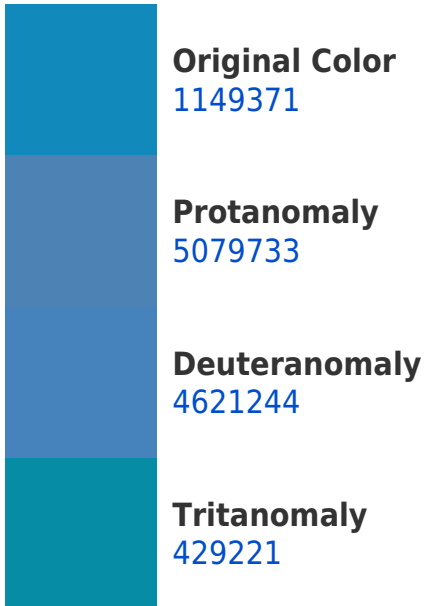 Original Color
1149371
Protanomaly
5079733
Deuteranomaly
4621244
Tritanomaly
429221